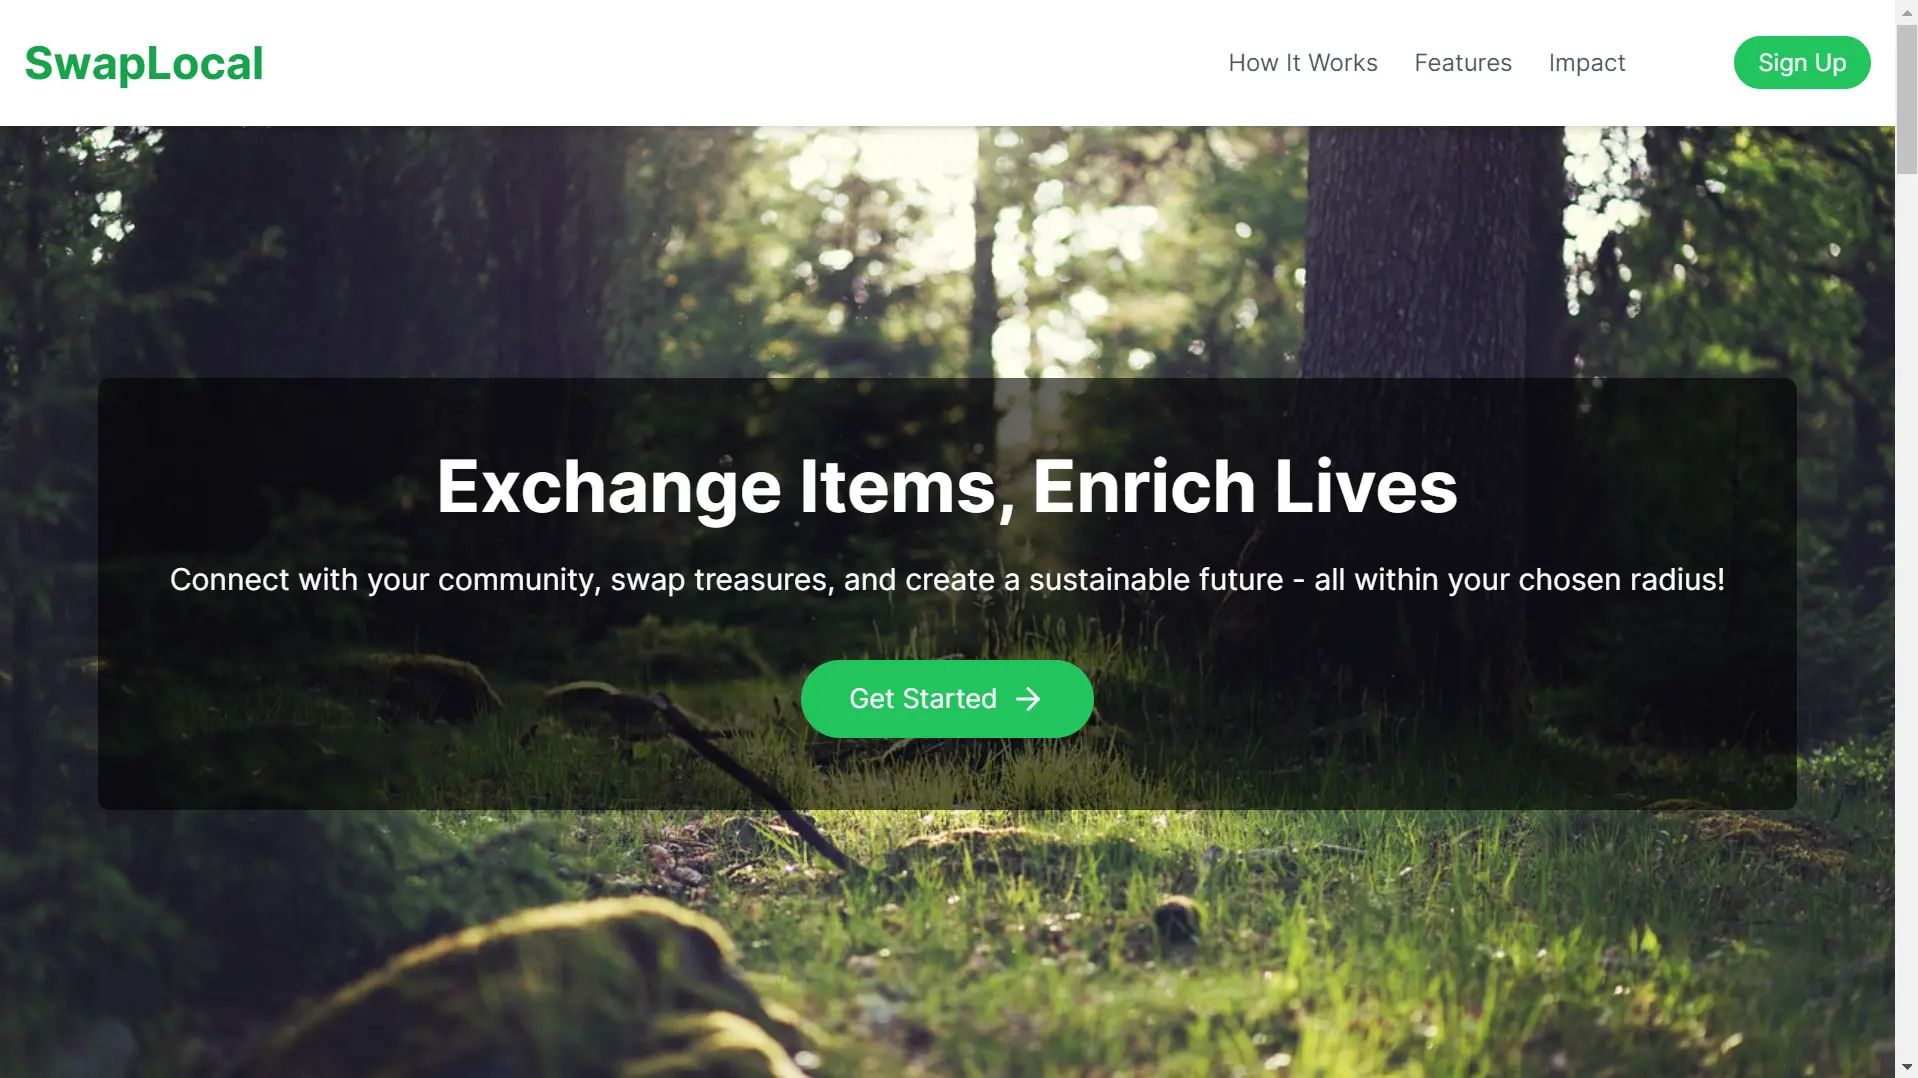 SwapLocal
How It Works
Features
Impact
Sign Up
Exchange Items, Enrich Lives
Connect with your community, swap treasures, and create a sustainable future - all within your chosen radius!
Get Started